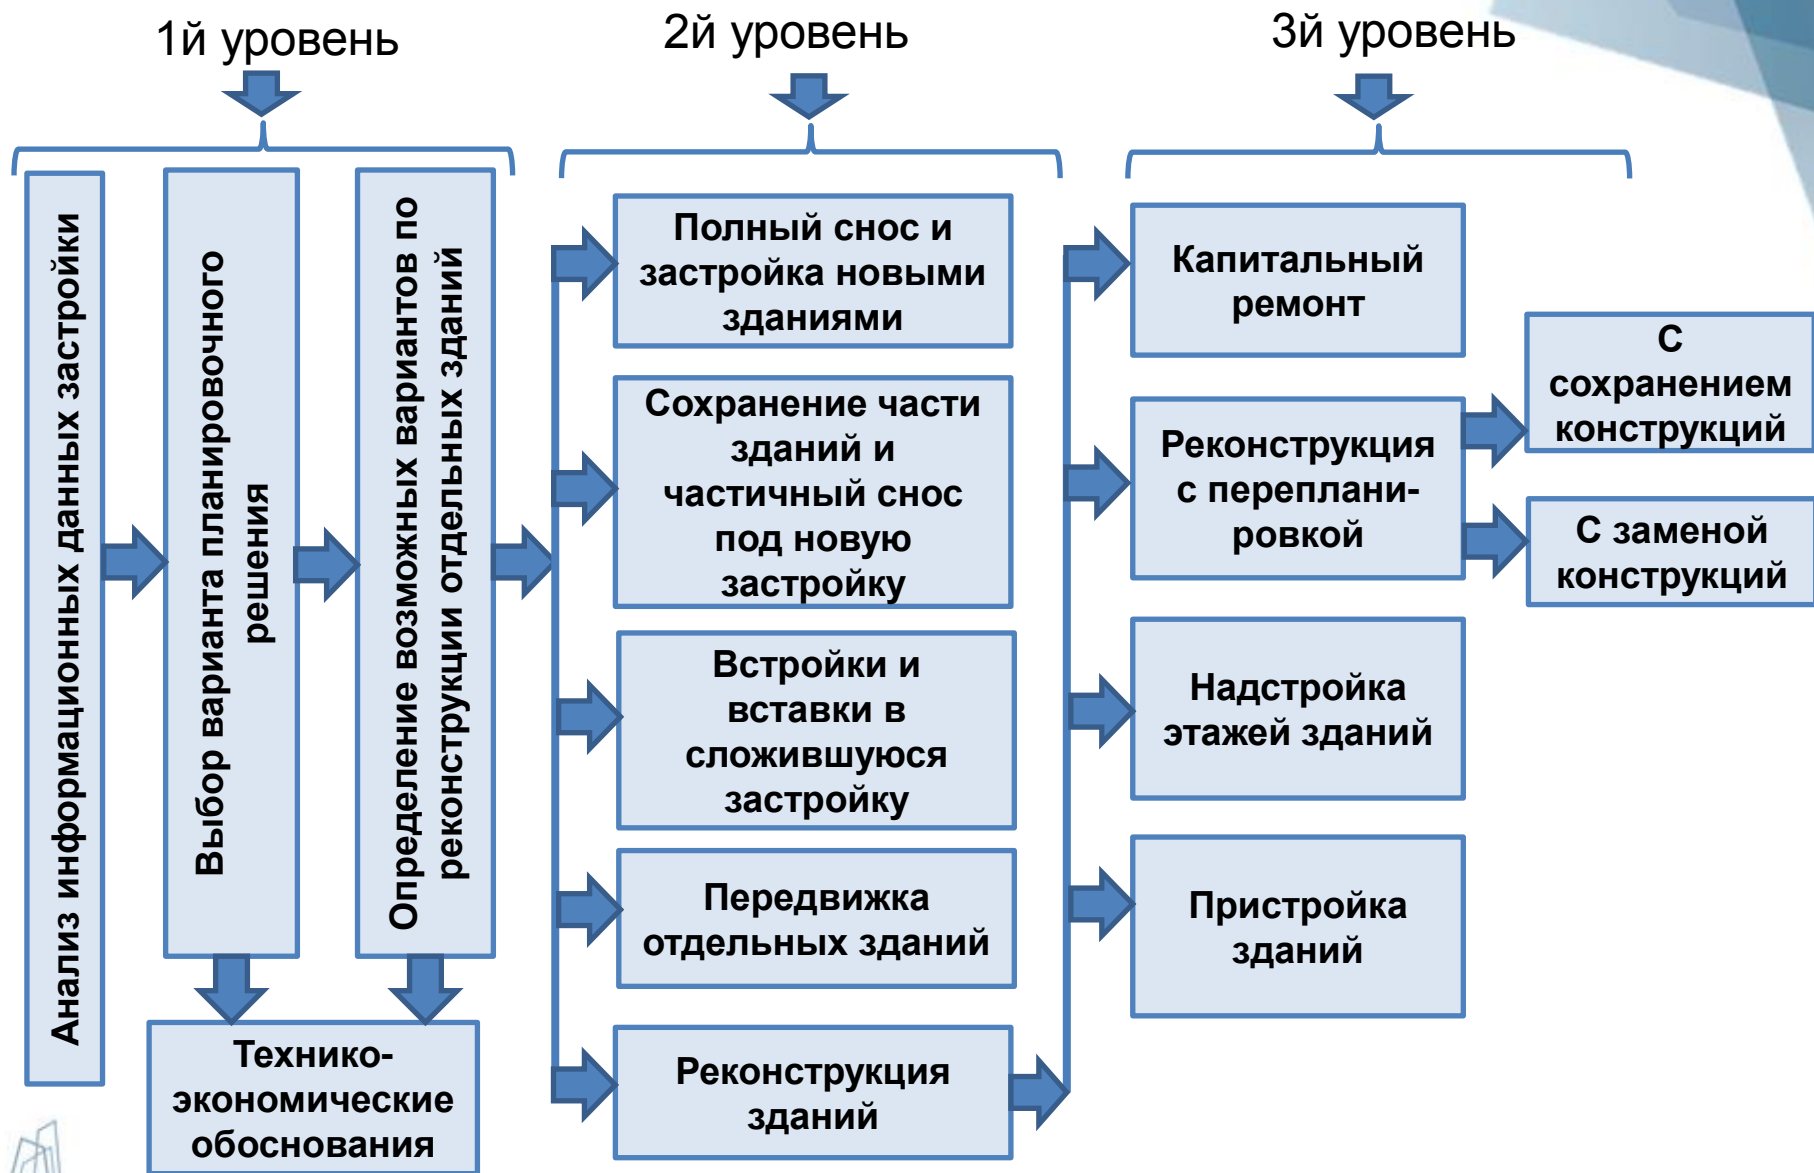 1й уровень
2й уровень
3й уровень
Анализ информационных данных застройки
Выбор варианта планировочного
решения
Определение возможных вариантов по
реконструкции отдельных зданий
Технико-
экономические
обоснования
Полный снос и
застройка новыми
зданиями
Сохранение части
зданий и
частичный снос
под новую
застройку
Встройки и
вставки в
сложившуюся
застройку
Передвижка
отдельных зданий
Реконструкция
зданий
Капитальный
ремонт
Реконструкция
с переплани-
ровкой
Надстройка
этажей зданий
Пристройка
зданий
С
сохранением
конструкций
С заменой
конструкций